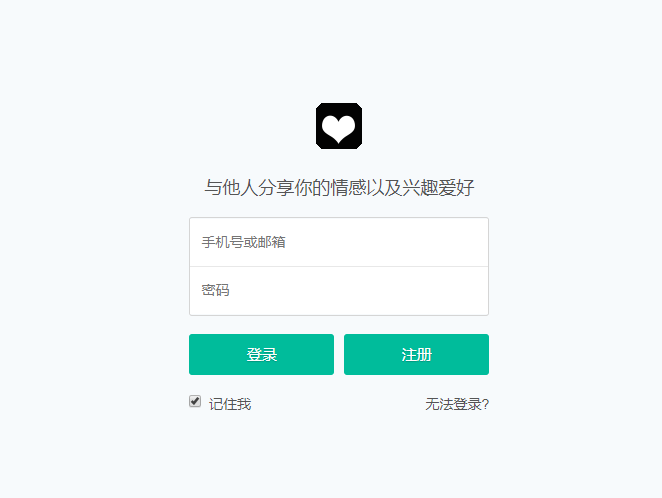 与他人分享你的情感以及兴趣爱好
手机号或邮箱
密码
登录 注册
记住我 无法登录?